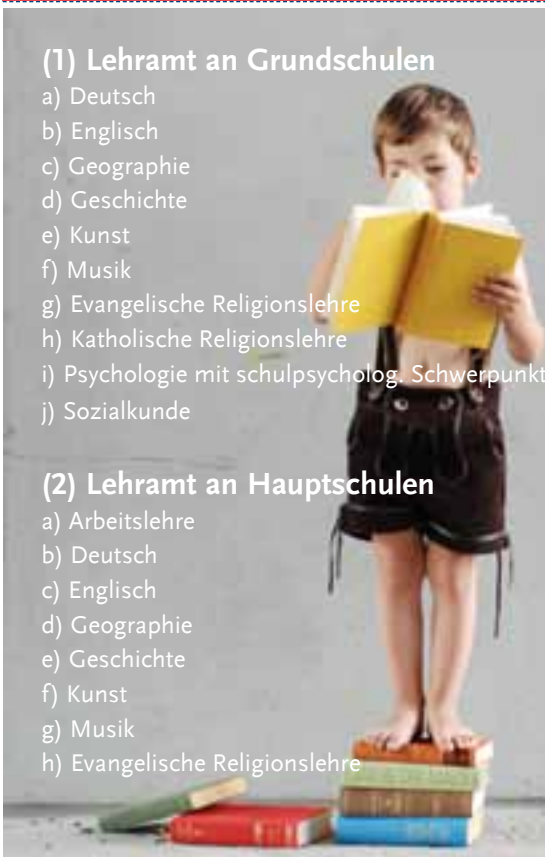 (1) Lehramt an Grundschulen
a) Deutsch
b) Englisch
c) Geographie
d) Geschichte
e) Kunst
f) Musik
g) Evangelische Religionslehre
h) Katholische Religionslehre
i) Psychologie mit schulpsycholog. Schwerpunkt
j) Sozialkunde
(2) Lehramt an Hauptschulen
a) Arbeitslehre
b) Deutsch
c) Englisch
d) Geographie
e) Geschichte
f) Kunst
g) Musik
h) Evangelische Religionslehre